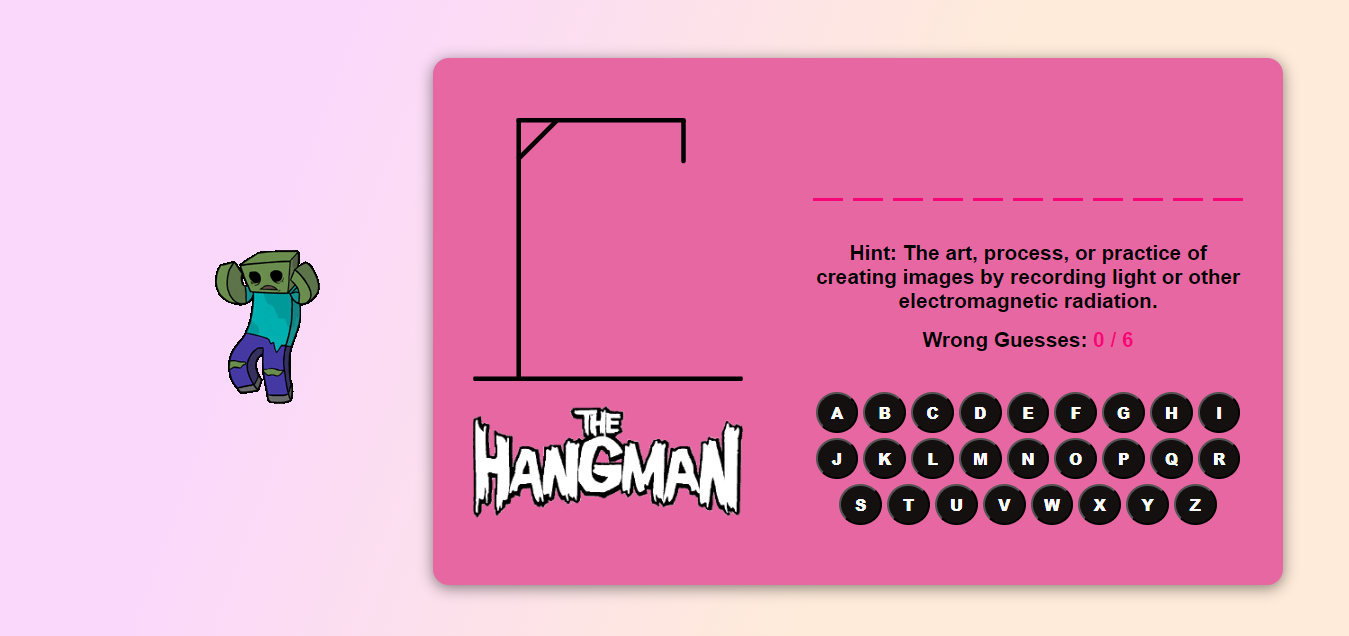 Hint: The art, process, or practice of
creating images by recording light or other
electromagnetic radiation.
Wrong Guesses: 0 / 6
A B C D E F G H I
J K L M N O P Q R
S T U V W X Y Z
THE
HANGMAN